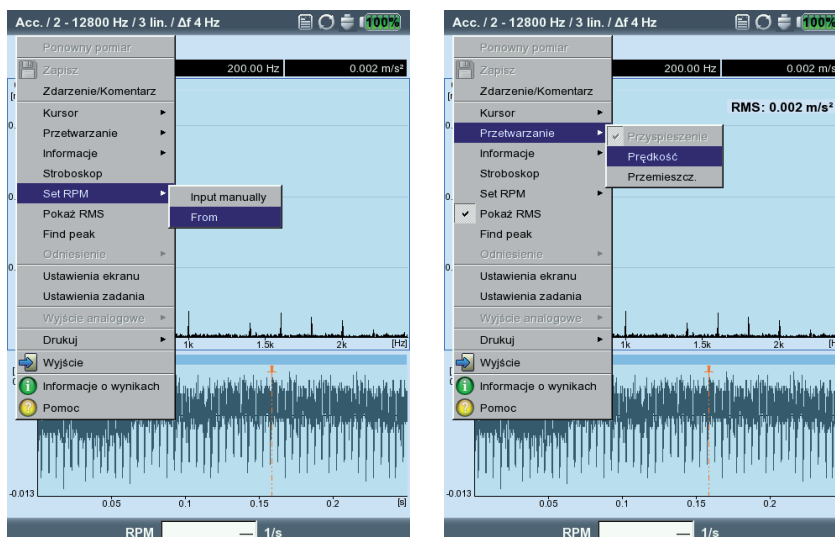 Acc. / 2 - 12800 Hz / 3 lin. / Δf 4 Hz
100%
Ponowny pomiar
Zapisz
200.00 Hz
0.002 m/s²
Zdarzenie/Komentarz
Kursor
Przetwarzanie
Informacje
Stroboskop
Set RPM
Input manually
Pokaż RMS
From
Find peak
Odniesienie
Ustawienia ekranu
Ustawienia zadania
Wyjście analogowe
Drukuj
1k
1.5k
2k
[Hz]
Wyjście
Informacje o wynikach
Pomoc
-0.013
0.05
0.1
0.15
0.2
[s]
RPM
—
1/s
Acc. / 2 - 12800 Hz / 3 lin. / Δf 4 Hz
100%
Ponowny pomiar
Zapisz
200.00 Hz
0.002 m/s
Zdarzenie/Komentarz
RMS: 0.002 m/s²
Kursor
Przetwarzanie
Przyspieszenie
Informacje
Prędkość
Stroboskop
Przemieszcz.
Set RPM
Pokaż RMS
Find peak
Odniesienie
Ustawienia ekranu
Ustawienia zadania
Wyjście analogowe
Drukuj
1k
1.5k
2k
Wyjście
Informacje o wynikach
Pomoc
-0.013
0.05
0.1
0.15
0.2
RPM
—
1/s